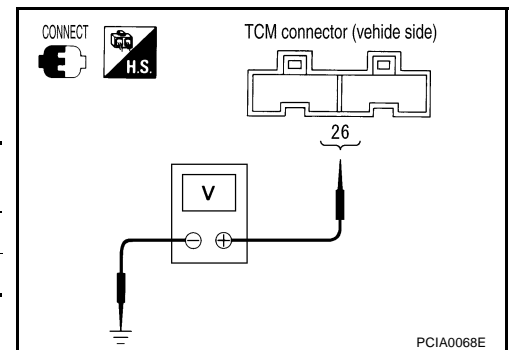 CONNECT
H.S.
TCM connector (vehide side)
26
V
PCIA0068E